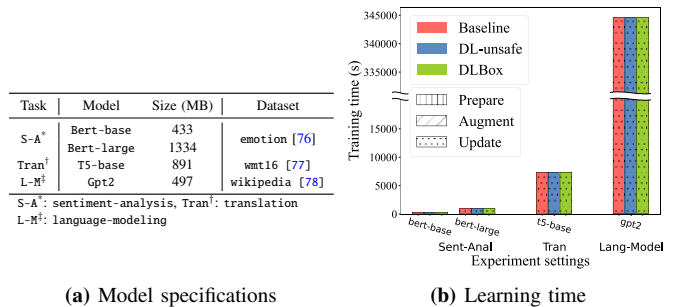 Task Model Size (MB) Dataset
S-A* Bert-base 433 emotion [76]
Bert-large 1334
Tran† T5-base 891 wmt16 [77]
L-M‡ Gpt2 497 wikipedia [78]
S-A*: sentiment-analysis, Tran†: translation
L-M‡: language-modeling
(a) Model specifications
Training time (s)
345000
340000
335000
15000
10000
5000
0
Baseline
DL-unsafe
DLBox
Prepare
Augment
Update
bert-base bert-large t5-base gpt2
Sent-Anal Tran Lang-Model
Experiment settings
(b) Learning time